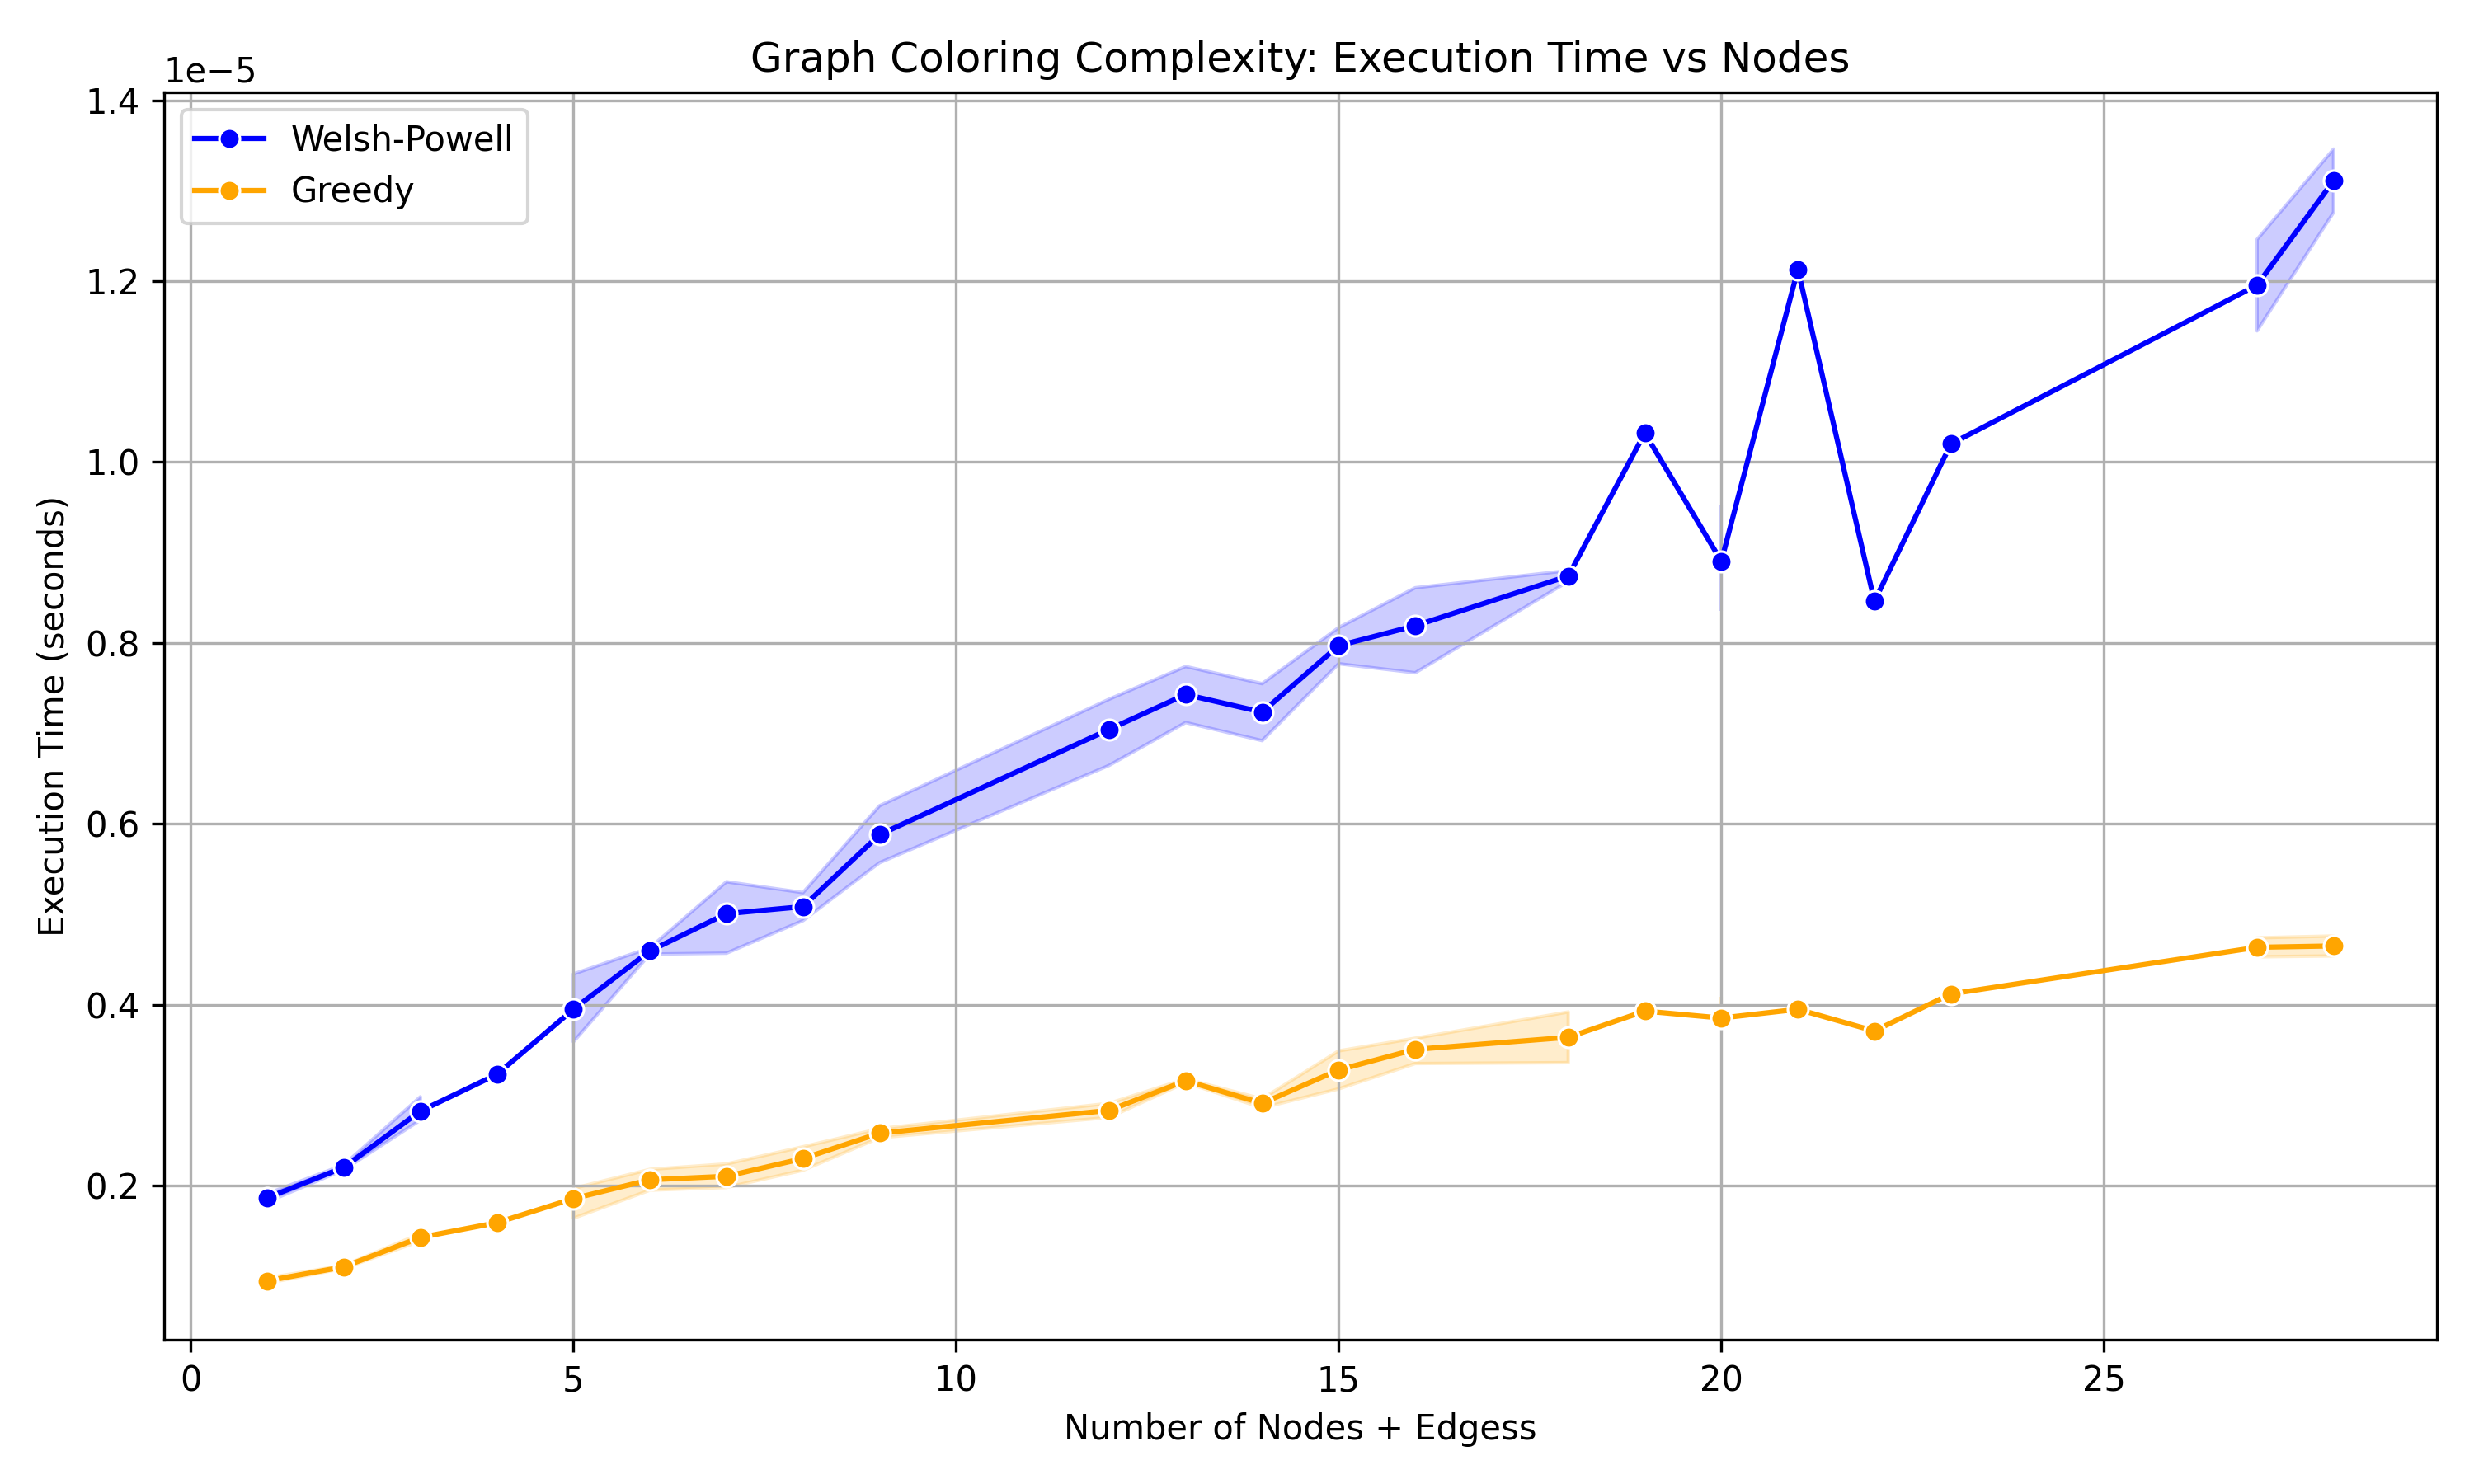 Graph Coloring Complexity: Execution Time vs Nodes
1e−5
1.4
1.2
1.0
0.8
0.6
0.4
0.2
Welsh-Powell
Greedy
Execution Time (seconds)
0 5 10 15 20 25
Number of Nodes + Edgess